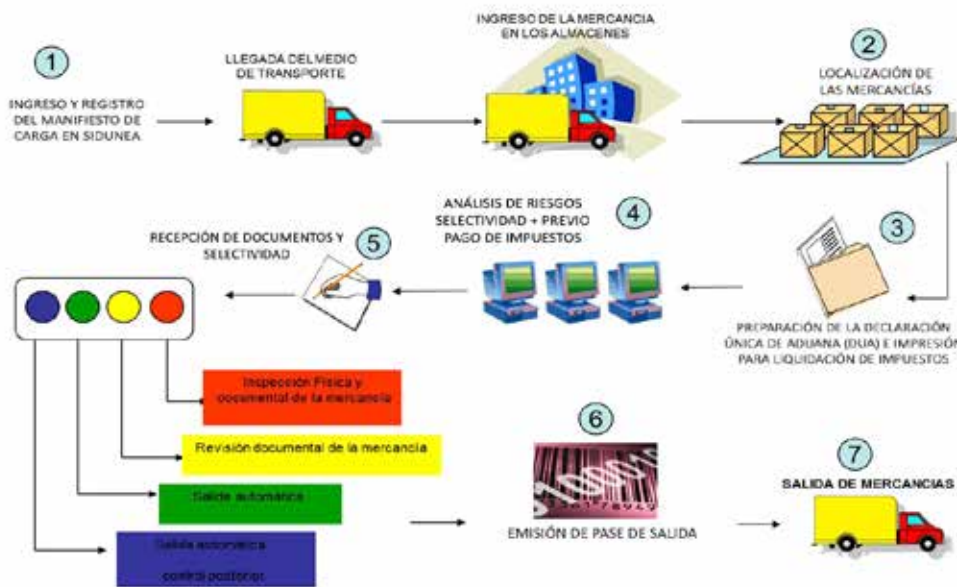 1
INGRESO Y REGISTRO
DEL MANIFIESTO DE
CARGA EN SIDUNEA
LLEGADA DEL MEDIO
DE TRANSPORTE
INGRESO DE LA MERCANCIA
EN LOS ALMACENES
2
LOCALIZACIÓN DE
LAS MERCANCÍAS
3
PREPARACIÓN DE LA DECLARACIÓN
ÚNICA DE ADUANA (DUA) E IMPRESIÓN
PARA LIQUIDACIÓN DE IMPUESTOS
4
ANÁLISIS DE RIESGOS
SELECTIVIDAD + PREVIO
PAGO DE IMPUESTOS
5
RECEPCIÓN DE DOCUMENTOS Y
SELECTIVIDAD
Inspección Física y
documental de la mercancia
Revisión documental de la mercancia
Salida automática
Salida automática
control posterior
6
EMISIÓN DE PASE DE SALIDA
7
SALIDA DE MERCANCIAS